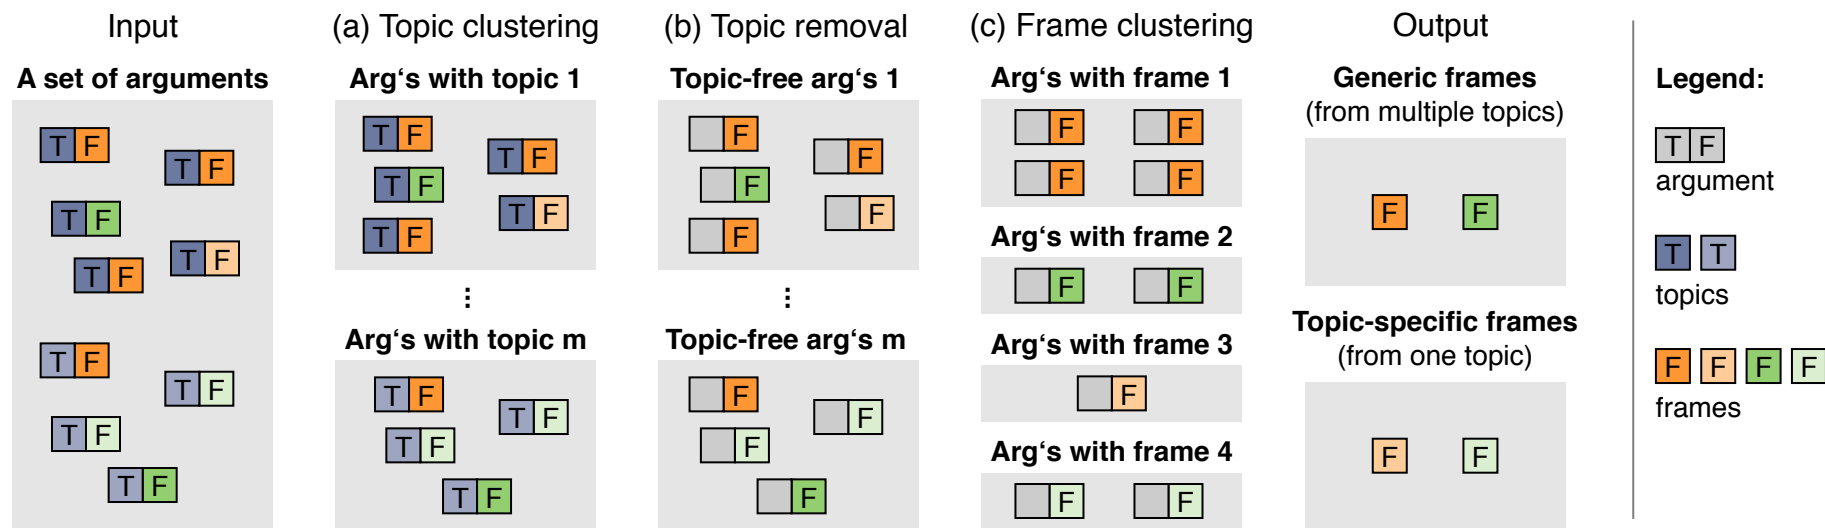 Input
A set of arguments
T F
T F
T F
T F
T F
T F
T F
T F
T F
(a) Topic clustering
Arg‘s with topic 1
T F
T F
T F
T F
T F
...
Arg‘s with topic m
T F
T F
T F
T F
(b) Topic removal
Topic-free arg‘s 1
F
F
F
F
F
...
Topic-free arg‘s m
F
F
F
F
(c) Frame clustering
Arg‘s with frame 1
F F
F F
Arg‘s with frame 2
F F
Arg‘s with frame 3
F
Arg‘s with frame 4
F F
Output
Generic frames
(from multiple topics)
F F
Topic-specific frames
(from one topic)
F F
Legend:
T F
argument
T T
topics
F F F F
frames